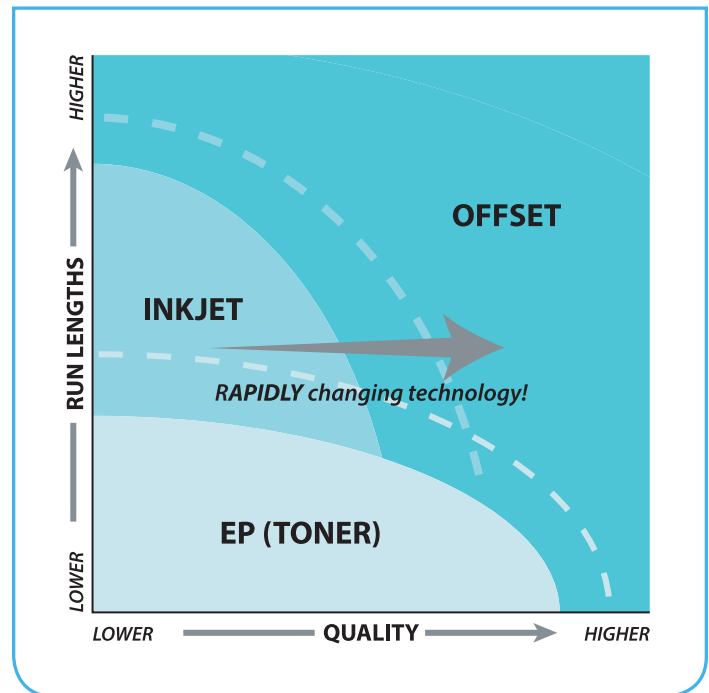 HIGHER
OFFSET
INKJET
RUN LENGTHS
RAPIDLY changing technology!
EP (TONER)
LOWER
LOWER
QUALITY
HIGHER